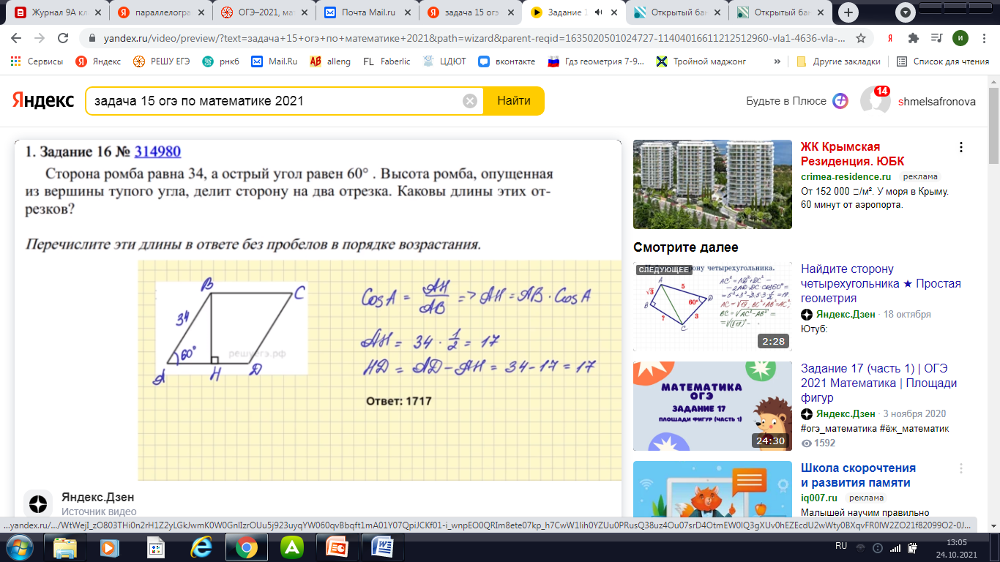 Журнал 9А кл
параллелогра
ОГЭ–2021, ма
Почта Mail.ru
задача 15 огэ
Задание 1
Открытый бан
Открытый бан
yandex.ru/video/preview/?text=задача+15+огэ+по+математике+2021&path=wizard&parent-reqid=1635020501024727-11404016611212512960-vla1-4636-vla-...
Я
и
Сервисы
Яндекс
РЕШУ ЕГЭ
рнкб
Mail.Ru
AB alleng
FL Faberlic
ЦДЮТ
вконтакте
Гдз геометрия 7-9...
Тройной маджонг
»
Другие закладки
Список для чтения
Яндекс
задача 15 огэ по математике 2021
Найти
Будьте в Плюсе
14
shmelsafronova
1. Задание 16 № 314980
Сторона ромба равна 34, а острый угол равен 60° . Высота ромба, опущенная
из вершины тупого угла, делит сторону на два отрезка. Каковы длины этих от-
резков?
Перечислите эти длины в ответе без пробелов в порядке возрастания.
B
C
34
60°
решуегэ.рф
A
H
D
Cos A = AH/AB => AH = AB · Cos A
AH = 34 · 1/2 = 17
HD = AD – AH = 34 – 17 = 17
Ответ: 1717
Яндекс.Дзен
Источник видео
ЖК Крымская
Резиденция. ЮБК
crimea-residence.ru реклама
От 152 000 □/м². У моря в Крыму.
60 минут от аэропорта.
Смотрите далее
СЛЕДУЮЩЕЕ
ону четырехугольника.
A
√3
5
B
60°
D
7
3
C
2:28
Найдите сторону
четырехугольника ★ Простая
геометрия
Яндекс.Дзен · 18 октября
Ютуб:
МАТЕМАТИКА
ОГЭ
ЗАДАНИЕ 17
ПЛОЩАДИ ФИГУР (ЧАСТЬ 1)
24:30
Задание 17 (часть 1) | ОГЭ
2021 Математика | Площади
фигур
Яндекс.Дзен · 3 ноября 2020
#огэ_математика #ёж_математик
1592
Школа скорочтения
и развития памяти
iq007.ru реклама
Малышей научим правильно
RU
13:05
24.10.2021